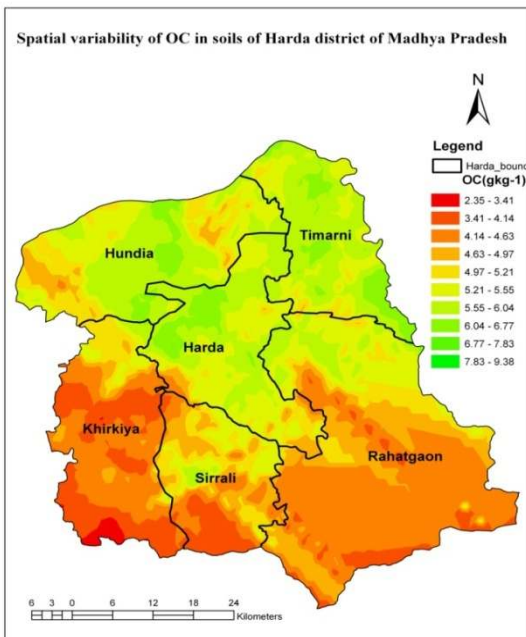 Spatial variability of OC in soils of Harda district of Madhya Pradesh
N
Legend
Harda_bound
OC(gkg-1)
2.35 - 3.41
3.41 - 4.14
4.14 - 4.63
4.63 - 4.97
4.97 - 5.21
5.21 - 5.55
5.55 - 6.04
6.04 - 6.77
6.77 - 7.83
7.83 - 9.38
Timarni
Hundia
Harda
Khirkiya
Rahatgaon
Sirrali
6 3 0 6 12 18 24
Kilometers